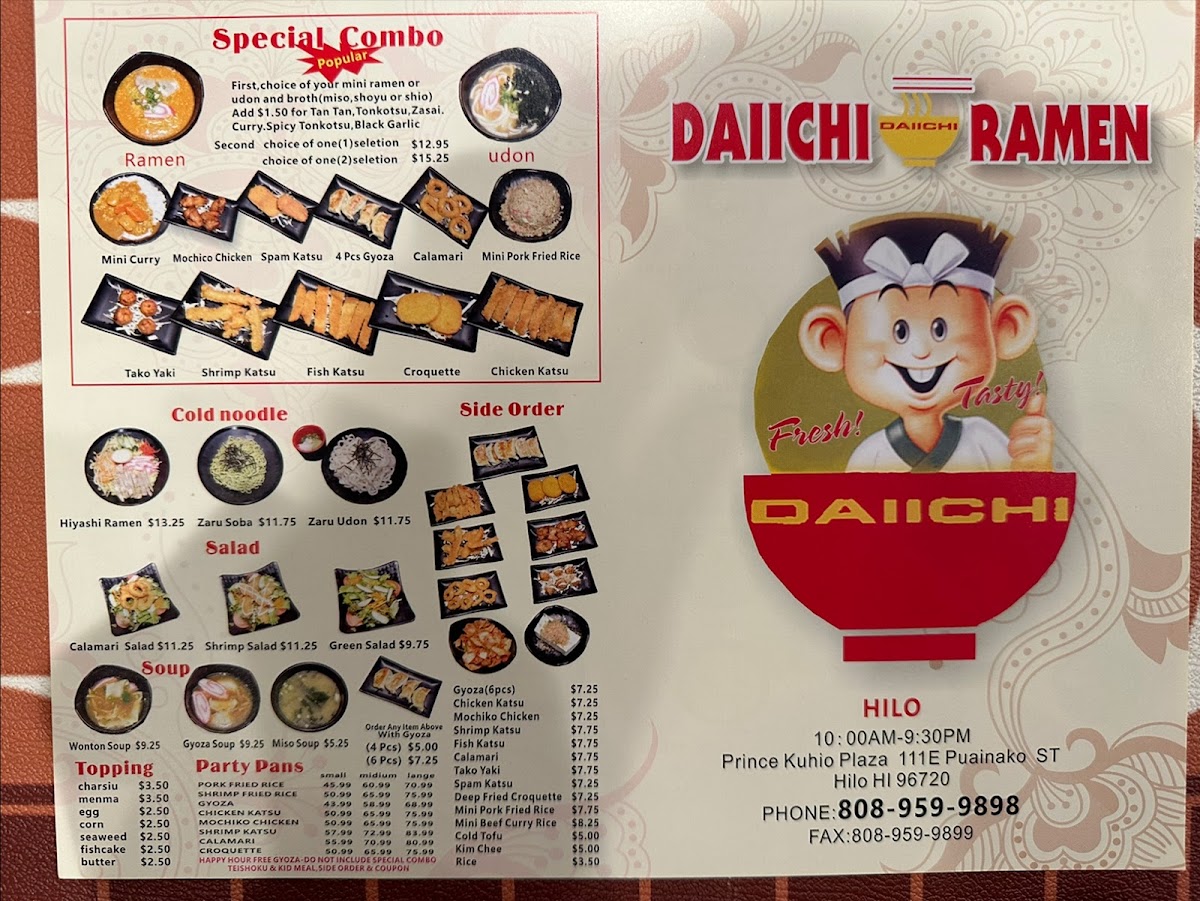 Special Combo
Popular
First,choice of your mini ramen or
udon and broth(miso,shoyu or shio)
Add $1.50 for Tan Tan,Tonkotsu,Zasai.
Curry.Spicy Tonkotsu,Black Garlic
Second choice of one(1)seletion $12.95
choice of one(2)seletion $15.25
Ramen
udon
Mini Curry Mochico Chicken Spam Katsu 4 Pcs Gyoza Calamari Mini Pork Fried Rice
Tako Yaki Shrimp Katsu Fish Katsu Croquette Chicken Katsu
Cold noodle
Hiyashi Ramen $13.25 Zaru Soba $11.75 Zaru Udon $11.75
Salad
Calamari Salad $11.25 Shrimp Salad $11.25 Green Salad $9.75
Soup
Wonton Soup $9.25 Gyoza Soup $9.25 Miso Soup $5.25
Order Any Item Above
With Gyoza
(4 Pcs) $5.00
(6 Pcs) $7.25
Side Order
Gyoza(6pcs) $7.25
Chicken Katsu $7.25
Mochiko Chicken $7.25
Shrimp Katsu $7.75
Fish Katsu $7.75
Calamari $7.75
Tako Yaki $7.75
Spam Katsu $7.25
Deep Fried Croquette $7.25
Mini Pork Fried Rice $7.75
Mini Beef Curry Rice $8.25
Cold Tofu $5.00
Kim Chee $5.00
Rice $3.50
Topping
charsiu $3.50
menma $3.50
egg $2.50
corn $2.50
seaweed $2.50
fishcake $2.50
butter $2.50
Party Pans
small midium lange
PORK FRIED RICE 45.99 60.99 70.99
SHRIMP FRIED RICE 50.99 65.99 75.99
GYOZA 43.99 58.99 68.99
CHICKEN KATSU 50.99 65.99 75.99
MOCHIKO CHICKEN 50.99 65.99 75.99
SHRIMP KATSU 57.99 72.99 83.99
CALAMARI 55.99 70.99 80.99
CROQUETTE 50.99 65.99 75.99
HAPPY HOUR FREE GYOZA-DO NOT INCLUDE SPECIAL COMBO
TEISHOKU & KID MEAL,SIDE ORDER & COUPON
DAIICHI RAMEN
DAIICHI
Fresh!
Tasty!
DAIICHI
HILO
10:00AM-9:30PM
Prince Kuhio Plaza 111E Puainako ST
Hilo HI 96720
PHONE:808-959-9898
FAX:808-959-9899